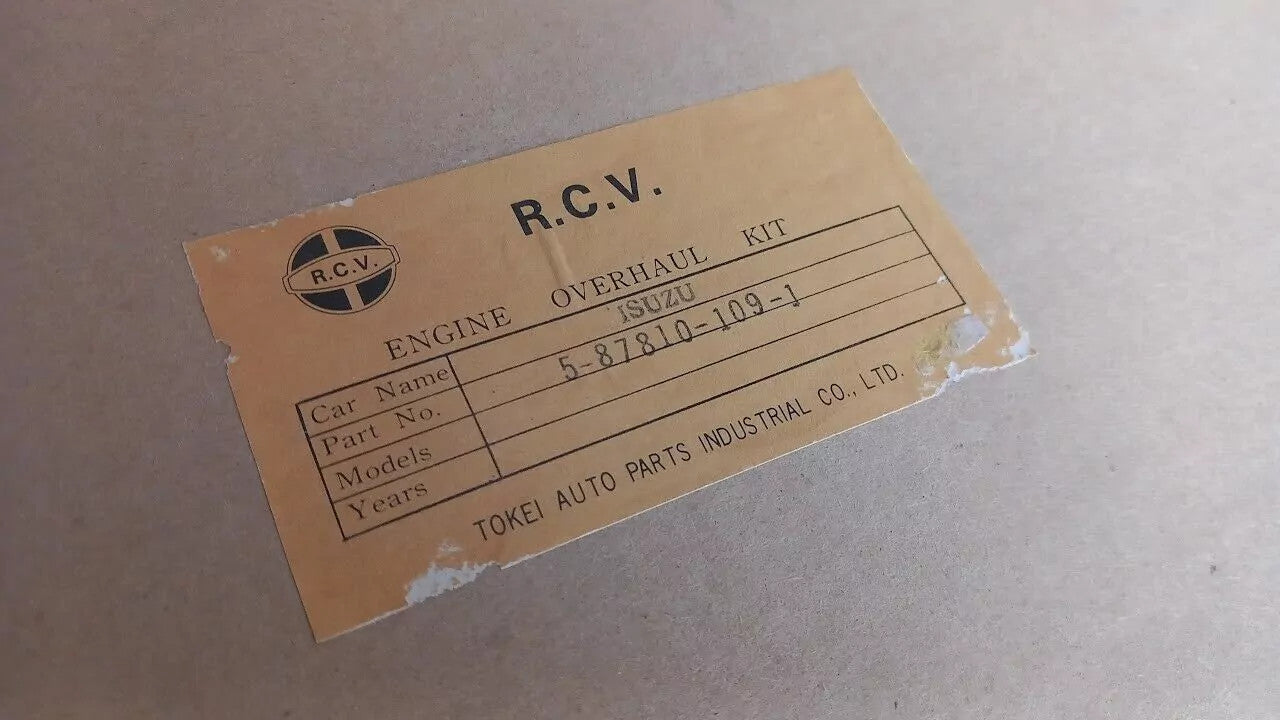 R.C.V.
R.C.V.
ENGINE OVERHAUL KIT
Car Name ISUZU
Part No. 5-87810-109-1
Models
Years
TOKEI AUTO PARTS INDUSTRIAL CO., LTD.